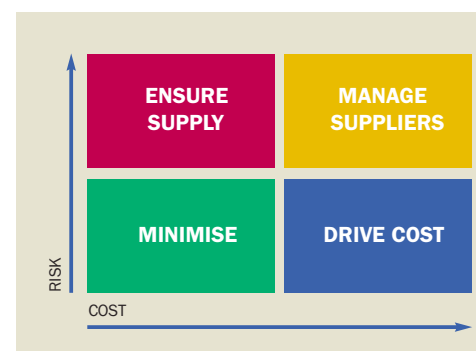 ENSURE
SUPPLY
MANAGE
SUPPLIERS
MINIMISE
DRIVE COST
RISK
COST